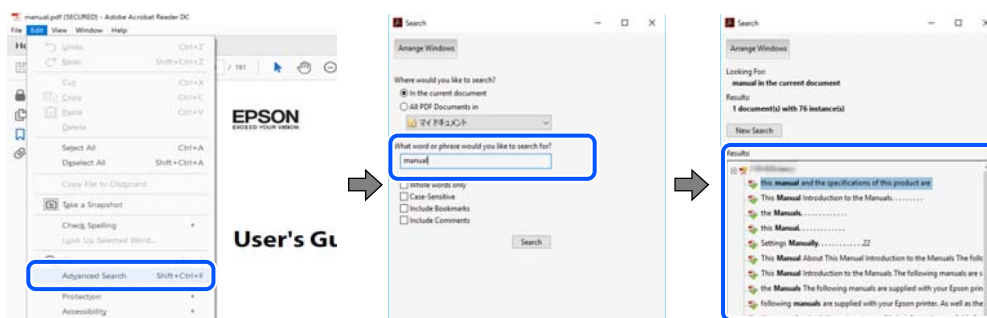 manual.pdf (SECURED) - Adobe Acrobat Reader DC
File Edit View Window Help
Undo Ctrl+Z
Redo Shift+Ctrl+Z
Cut Ctrl+X
Copy Ctrl+C
Paste Ctrl+V
Delete
Select All Ctrl+A
Deselect All Shift+Ctrl+A
Copy File to Clipboard
Take a Snapshot
Check Spelling
Look Up Selected Word...
Advanced Search Shift+Ctrl+F
Protection
Accessibility
/ 181
EPSON
EXCEED YOUR VISION
User's Gu
Search
Arrange Windows
Where would you like to search?
In the current document
All PDF Documents in
マイ ドキュメント
What word or phrase would you like to search for?
manual
Whole words only
Case-Sensitive
Include Bookmarks
Include Comments
Search
Search
Arrange Windows
Looking For:
manual in the current document
Results:
1 document(s) with 76 instance(s)
New Search
Results:
this manual and the specifications of this product are
This Manual Introduction to the Manuals. . . . . . . . .
the Manuals. . . . . . . . . . . . .
this Manual. . . . . . . . . . . . .
Settings Manually. . . . . . . . . . . . .22
This Manual About This Manual Introduction to the Manuals The follo
This Manual Introduction to the Manuals The following manuals are s
the Manuals The following manuals are supplied with your Epson prin
following manuals are supplied with your Epson printer. As well as the